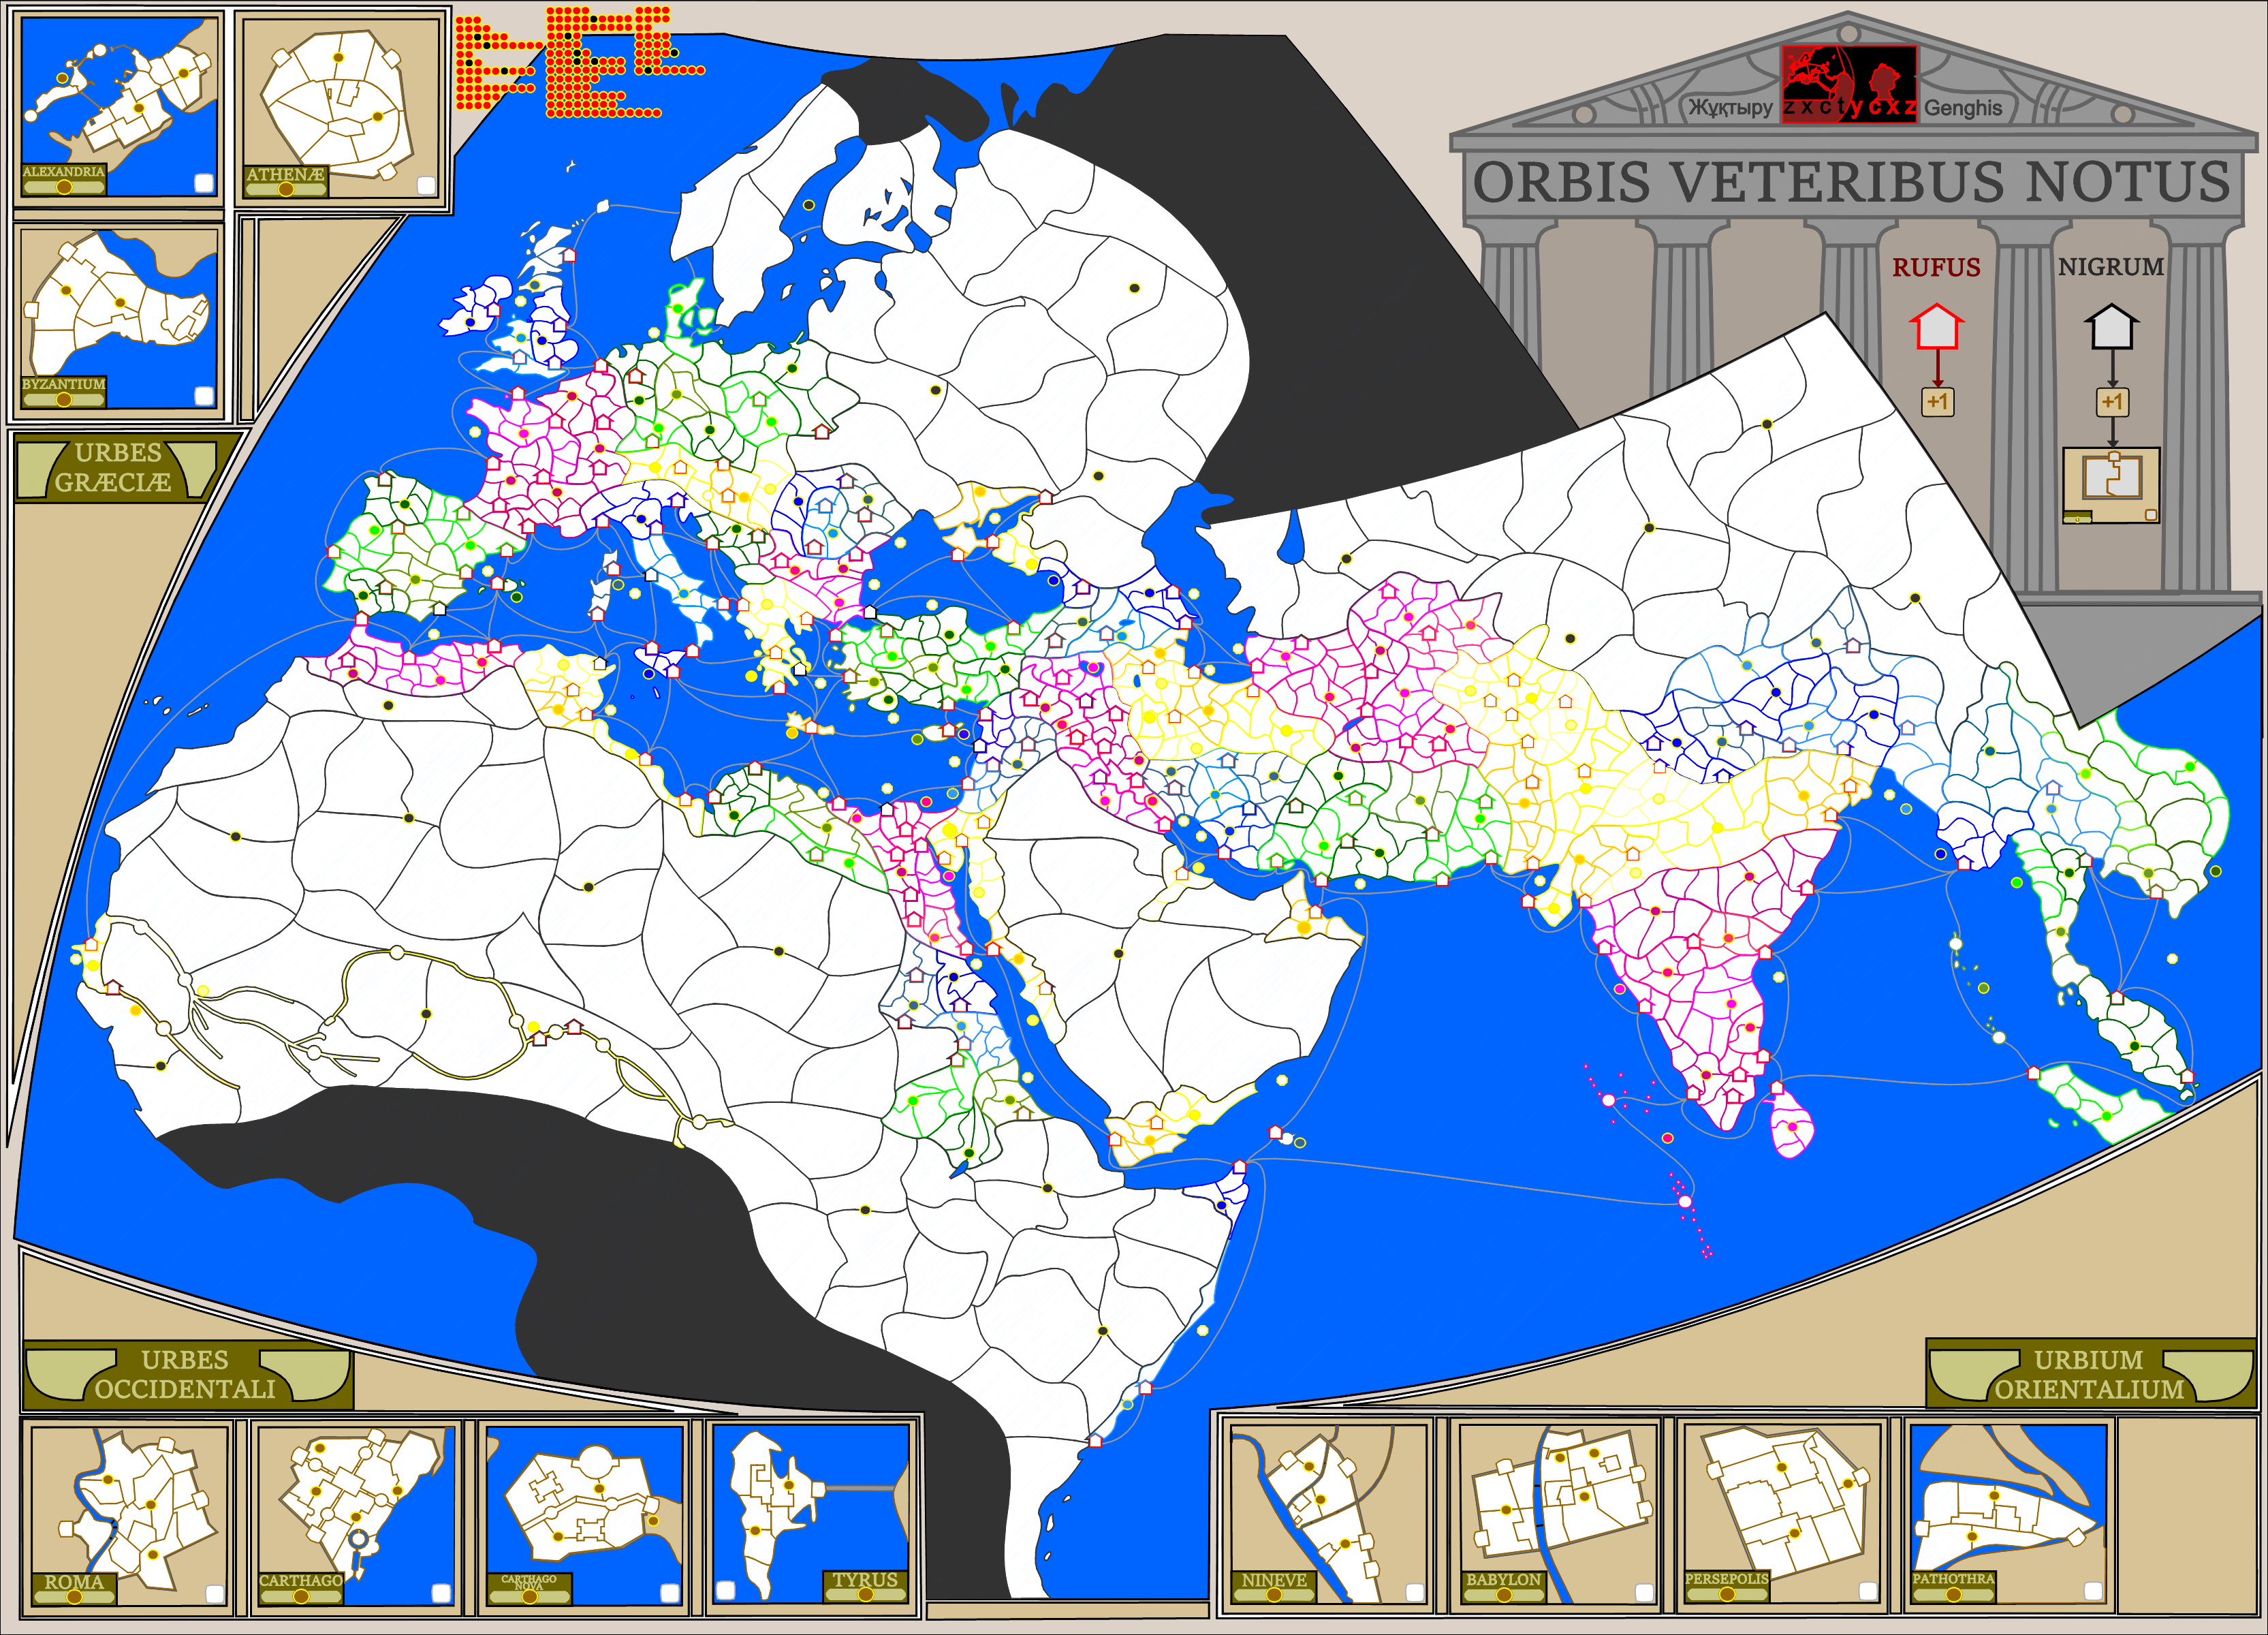 ALEXANDRIA
ATHENÆ
BYZANTIUM
URBES
GRÆCIÆ
Жұқтыру
zxctycxz
Genghis
ORBIS VETERIBUS NOTUS
RUFUS
NIGRUM
+1
+1
URBES
OCCIDENTALI
URBIUM
ORIENTALIUM
ROMA
CARTHAGO
CARTHAGO
NOVA
TYRUS
NINEVE
BABYLON
PERSEPOLIS
PATHOTHRA